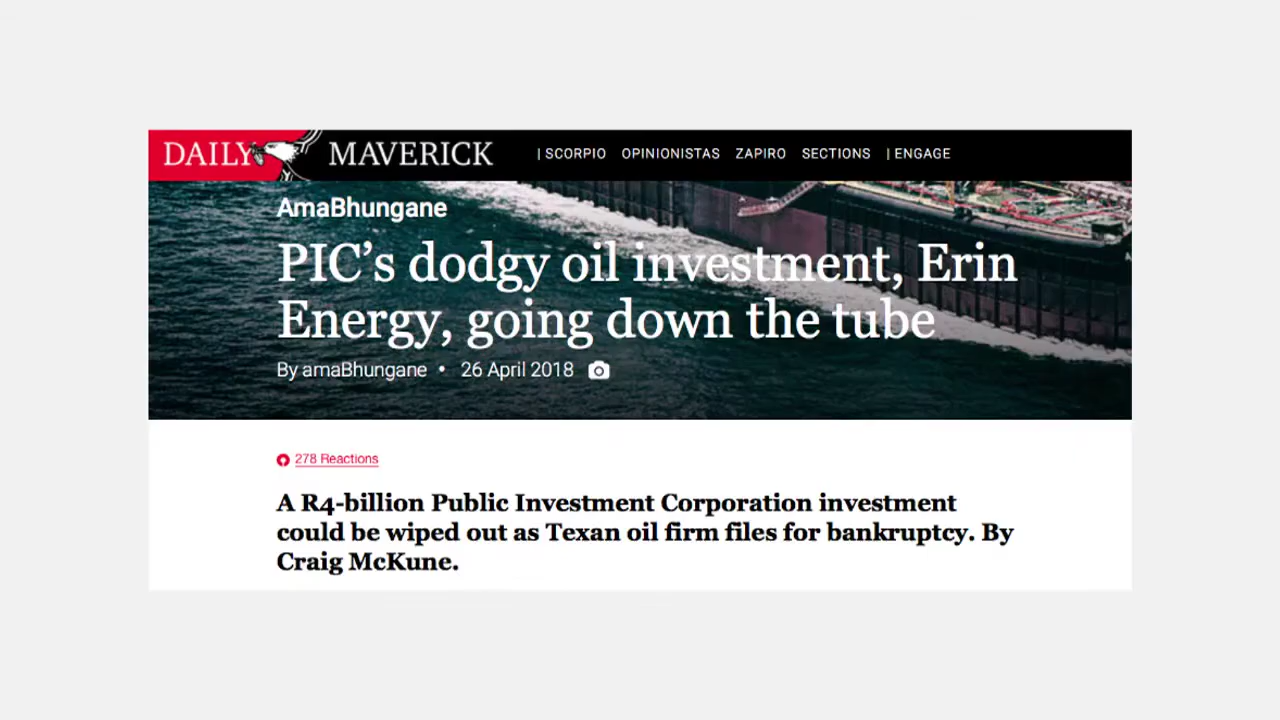 DAILY MAVERICK | SCORPIO OPINIONISTAS ZAPIRO SECTIONS | ENGAGE
AmaBhungane
PIC’s dodgy oil investment, Erin
Energy, going down the tube
By amaBhungane • 26 April 2018
278 Reactions
A R4-billion Public Investment Corporation investment
could be wiped out as Texan oil firm files for bankruptcy. By
Craig McKune.